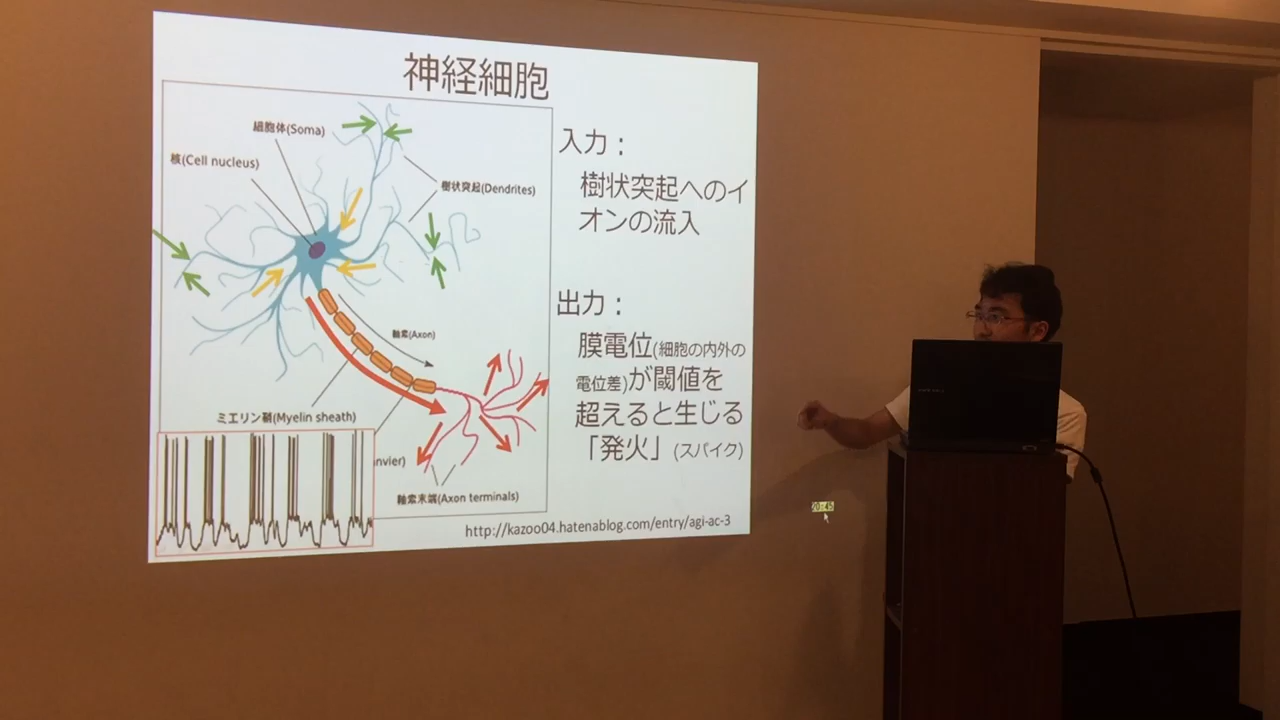 神経細胞
細胞体(Soma)
核(Cell nucleus)
樹状突起(Dendrites)
軸索(Axon)
ミエリン鞘(Myelin sheath)
nvier)
軸索末端(Axon terminals)
入力：
樹状突起へのイ
オンの流入
出力：
膜電位(細胞の内外の
電位差)が閾値を
超えると生じる
「発火」(スパイク)
http://kazoo04.hatenablog.com/entry/agi-ac-3